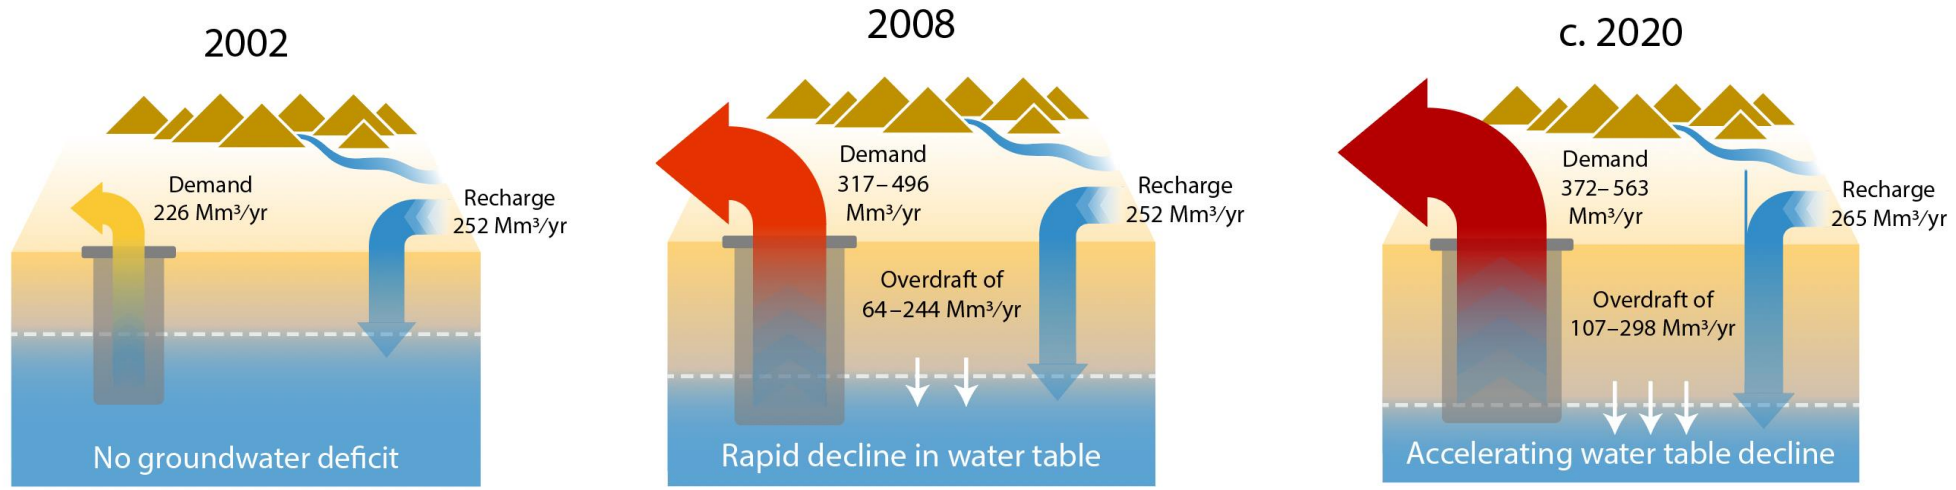 2002
Demand
226 Mm³/yr
Recharge
252 Mm³/yr
No groundwater deficit
2008
Demand
317–496
Mm³/yr
Recharge
252 Mm³/yr
Overdraft of
64–244 Mm³/yr
Rapid decline in water table
c. 2020
Demand
372–563
Mm³/yr
Recharge
265 Mm³/yr
Overdraft of
107–298 Mm³/yr
Accelerating water table decline